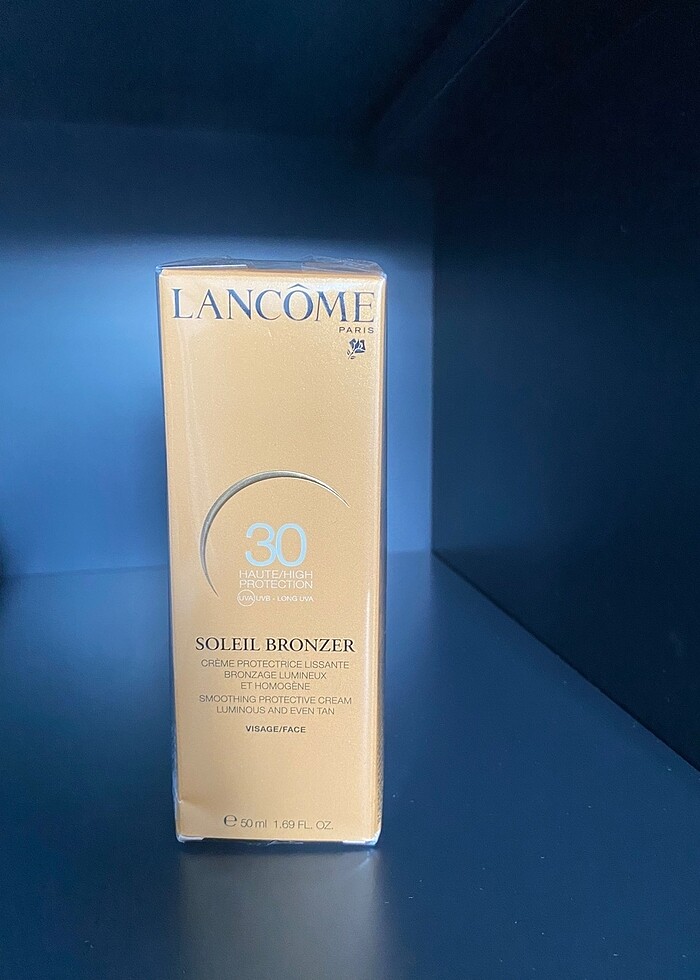 LANCÔME
PARIS
30
HAUTE/HIGH
PROTECTION
UVA UVB - LONG UVA
SOLEIL BRONZER
CRÈME PROTECTRICE LISSANTE
BRONZAGE LUMINEUX
ET HOMOGÈNE
SMOOTHING PROTECTIVE CREAM
LUMINOUS AND EVEN TAN
VISAGE/FACE
℮ 50 ml 1.69 FL. OZ.